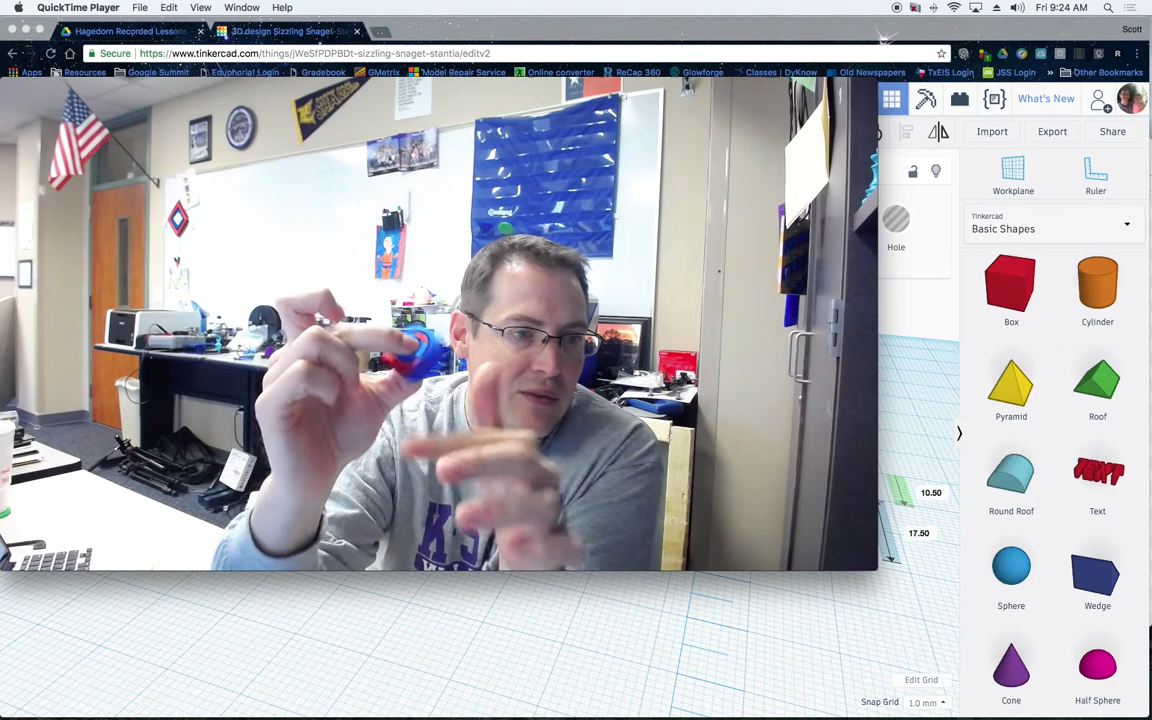 QuickTime Player File Edit View Window Help Fri 9:24 AM
Hagedorn Recorded Lessons 3D design Sizzling Snaget-St Scott
Secure https://www.tinkercad.com/things/jWeSfPDPBDt-sizzling-snaget-stantia/editv2
Apps Resources Google Summit Euphoria! Login Gradebook GMetrix Model Repair Service Online converter ReCap 360 Glowforge Classes | DyKnow Old Newspapers TxEIS Login JSS Login » Other Bookmarks
What's New
Import Export Share
Workplane Ruler
Tinkercad
Basic Shapes
Hole
Box Cylinder
Pyramid Roof
TEXT
10.50
Round Roof Text
17.50
KS
Sphere Wedge
Edit Grid
Snap Grid 1.0 mm
Cone Half Sphere